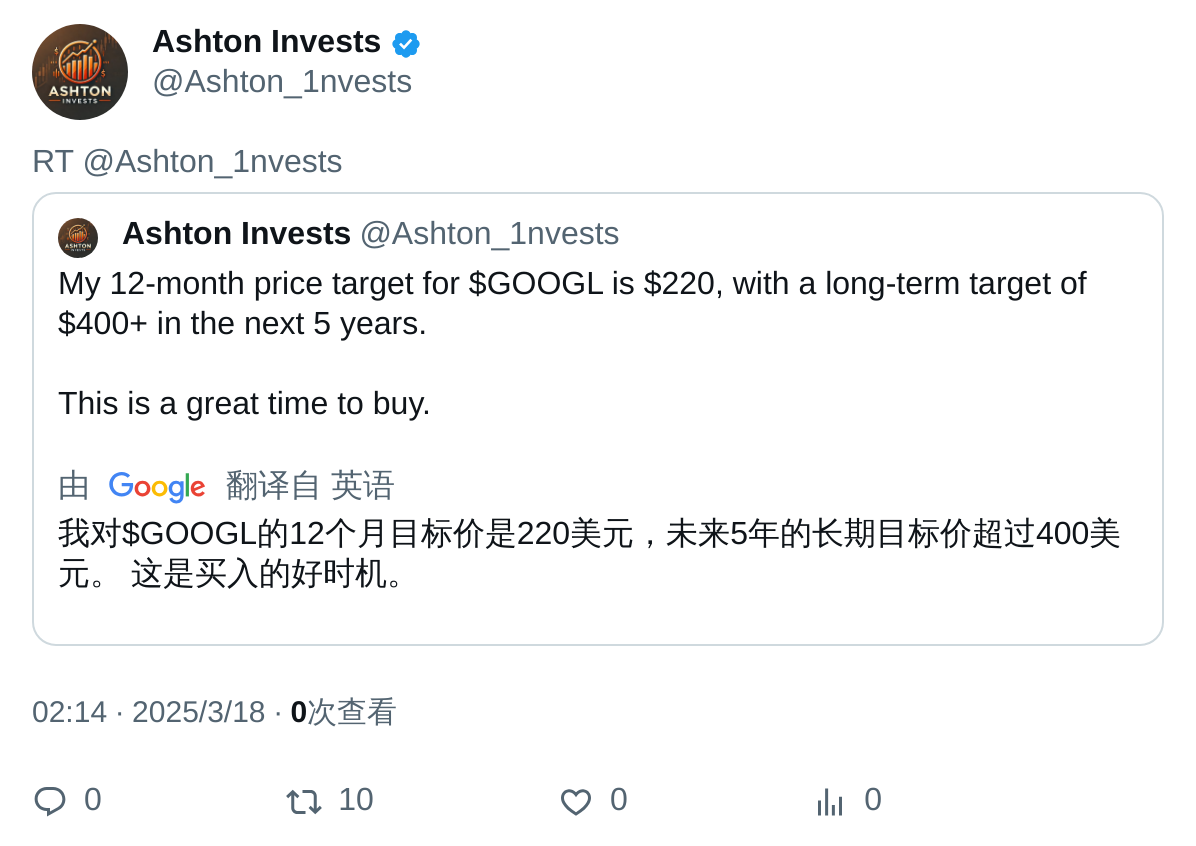 Ashton Invests
@Ashton_1nvests
ASHTON
INVESTS
RT @Ashton_1nvests
Ashton Invests @Ashton_1nvests
ASHTON
My 12-month price target for $GOOGL is $220, with a long-term target of
$400+ in the next 5 years.
This is a great time to buy.
由 Google 翻译自 英语
我对$GOOGL的12个月目标价是220美元，未来5年的长期目标价超过400美
元。 这是买入的好时机。
02:14 · 2025/3/18 · 0次查看
0 10 0 0